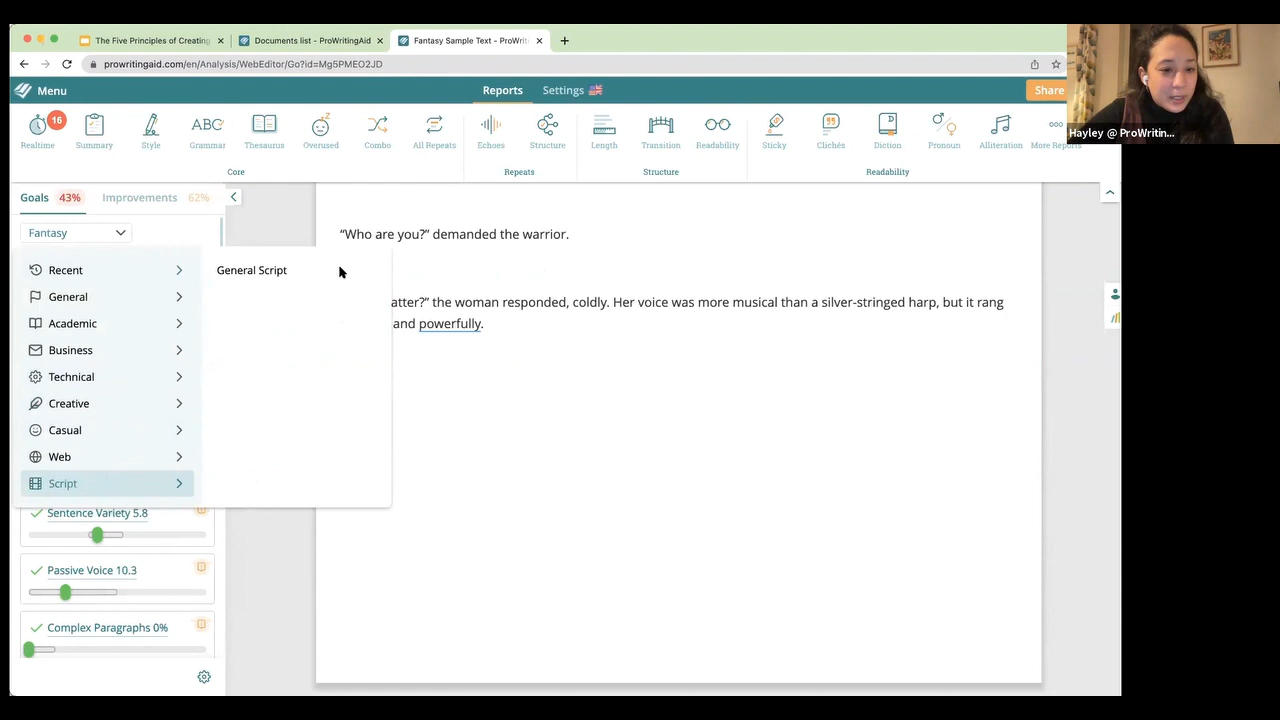 The Five Principles of Creating
Documents list - ProWritingAid
Fantasy Sample Text - ProWrit
prowritingaid.com/en/Analysis/WebEditor/Go?id=Mg5PMEO2JD
Menu
Reports
Settings
Share
Hayley @ ProWritin...
16
ABC
Realtime
Summary
Style
Grammar
Thesaurus
Overused
Combo
All Repeats
Echoes
Structure
Length
Transition
Readability
Sticky
Clichés
Diction
Pronoun
Alliteration
More Reports
Core
Repeats
Structure
Readability
Goals 43%
Improvements 62%
Fantasy
Recent
General
Academic
Business
Technical
Creative
Casual
Web
Script
General Script
“Who are you?” demanded the warrior.
atter?” the woman responded, coldly. Her voice was more musical than a silver-stringed harp, but it rang
and powerfully.
Sentence Variety 5.8
Passive Voice 10.3
Complex Paragraphs 0%